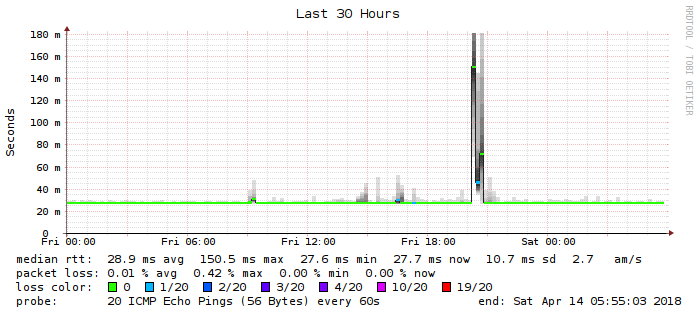 Last 30 Hours
RRDTOOL / TOBI OETIKER
Seconds
180 m
160 m
140 m
120 m
100 m
80 m
60 m
40 m
20 m
0
Fri 00:00 Fri 06:00 Fri 12:00 Fri 18:00 Sat 00:00
median rtt: 28.9 ms avg 150.5 ms max 27.6 ms min 27.7 ms now 10.7 ms sd 2.7 am/s
packet loss: 0.01 % avg 0.42 % max 0.00 % min 0.00 % now
loss color: 0 1/20 2/20 3/20 4/20 10/20 19/20
probe: 20 ICMP Echo Pings (56 Bytes) every 60s end: Sat Apr 14 05:55:03 2018